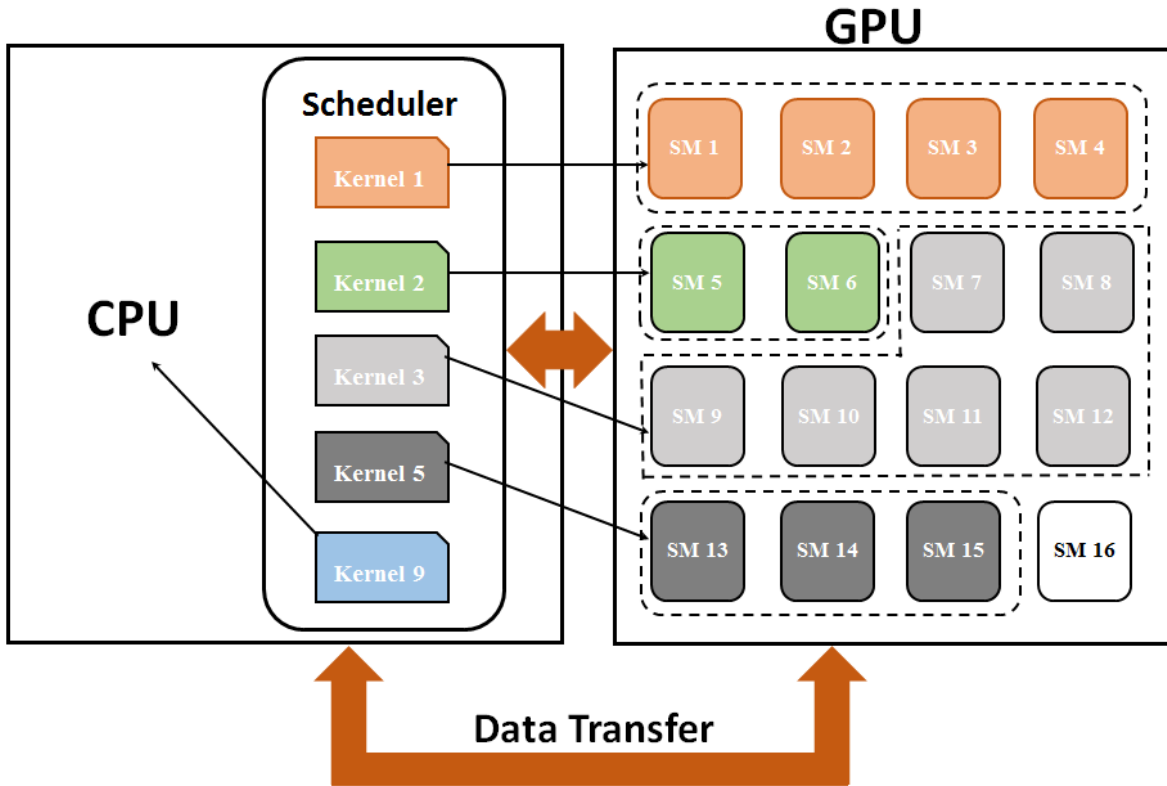 GPU
Scheduler
Kernel 1
Kernel 2
Kernel 3
Kernel 5
Kernel 9
CPU
SM 1
SM 2
SM 3
SM 4
SM 5
SM 6
SM 7
SM 8
SM 9
SM 10
SM 11
SM 12
SM 13
SM 14
SM 15
SM 16
Data Transfer